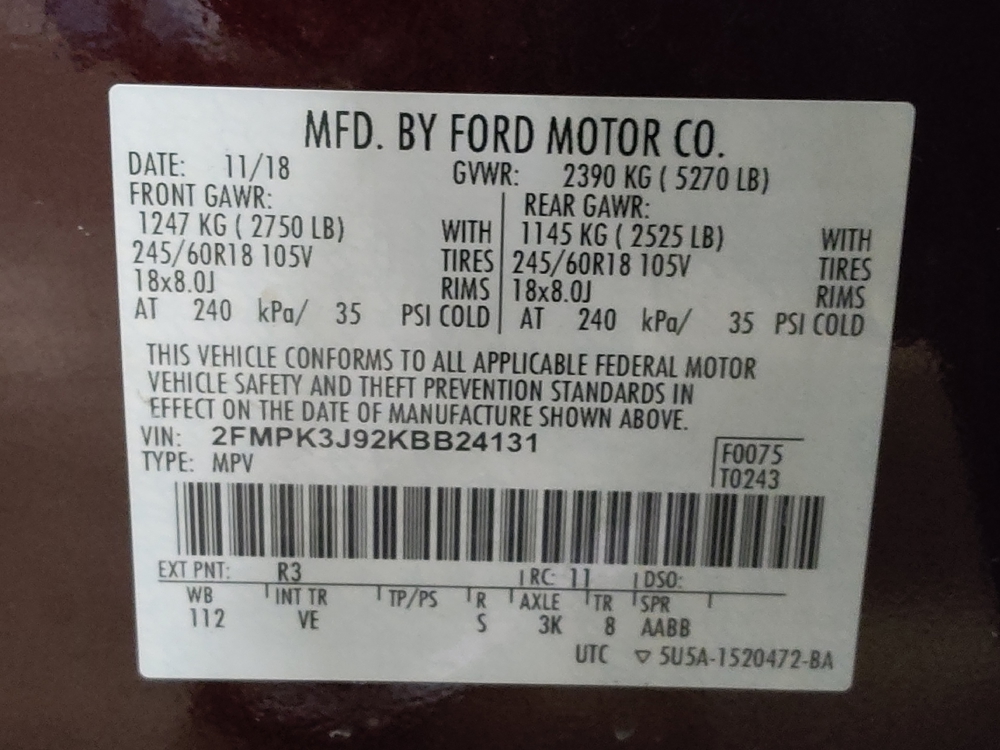 MFD. BY FORD MOTOR CO.
DATE: 11/18 GVWR: 2390 KG ( 5270 LB)
FRONT GAWR: REAR GAWR:
1247 KG ( 2750 LB) WITH 1145 KG ( 2525 LB) WITH
245/60R18 105V TIRES 245/60R18 105V TIRES
18x8.0J RIMS 18x8.0J RIMS
AT 240 kPa/ 35 PSI COLD AT 240 kPa/ 35 PSI COLD
THIS VEHICLE CONFORMS TO ALL APPLICABLE FEDERAL MOTOR
VEHICLE SAFETY AND THEFT PREVENTION STANDARDS IN
EFFECT ON THE DATE OF MANUFACTURE SHOWN ABOVE.
VIN: 2FMPK3J92KBB24131
F0075
TYPE: MPV
T0243
EXT PNT: R3 RC: 11 DSO:
WB INT TR TP/PS R AXLE TR SPR
112 VE S 3K 8 AABB
UTC ▽ 5U5A-1520472-BA